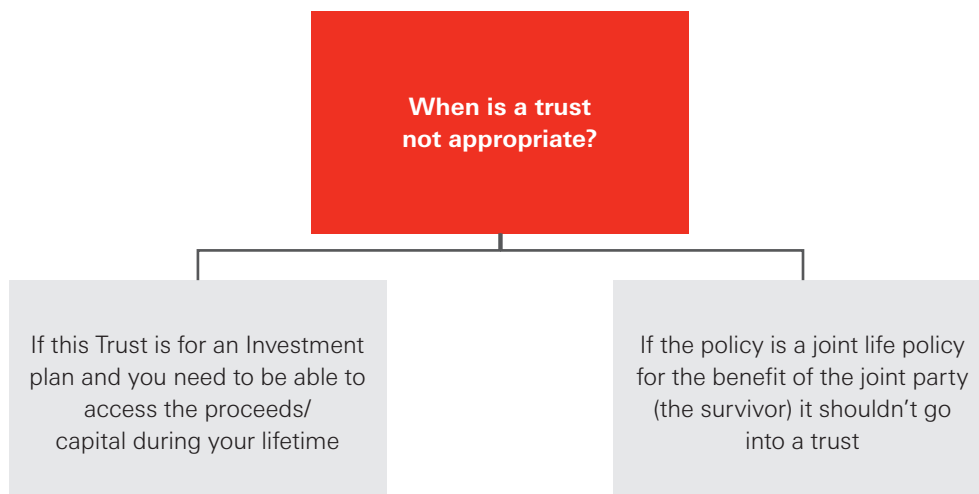 When is a trust
not appropriate?
If this Trust is for an Investment
plan and you need to be able to
access the proceeds/
capital during your lifetime
If the policy is a joint life policy
for the benefit of the joint party
(the survivor) it shouldn't go
into a trust